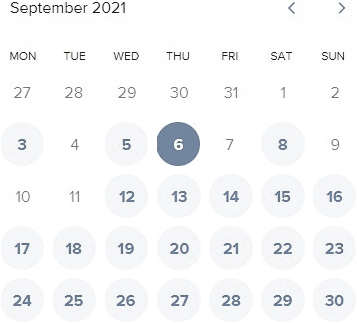 September 2021
MON TUE WED THU FRI SAT SUN
27 28 29 30 31 1 2
3 4 5 6 7 8 9
10 11 12 13 14 15 16
17 18 19 20 21 22 23
24 25 26 27 28 29 30